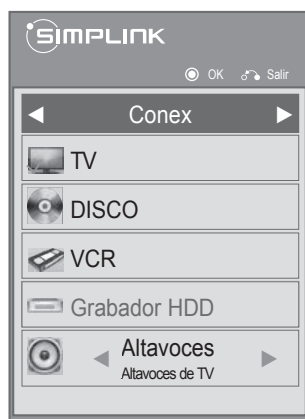 SIMPLINK
OK Salir
Conex
TV
DISCO
VCR
Grabador HDD
Altavoces
Altavoces de TV